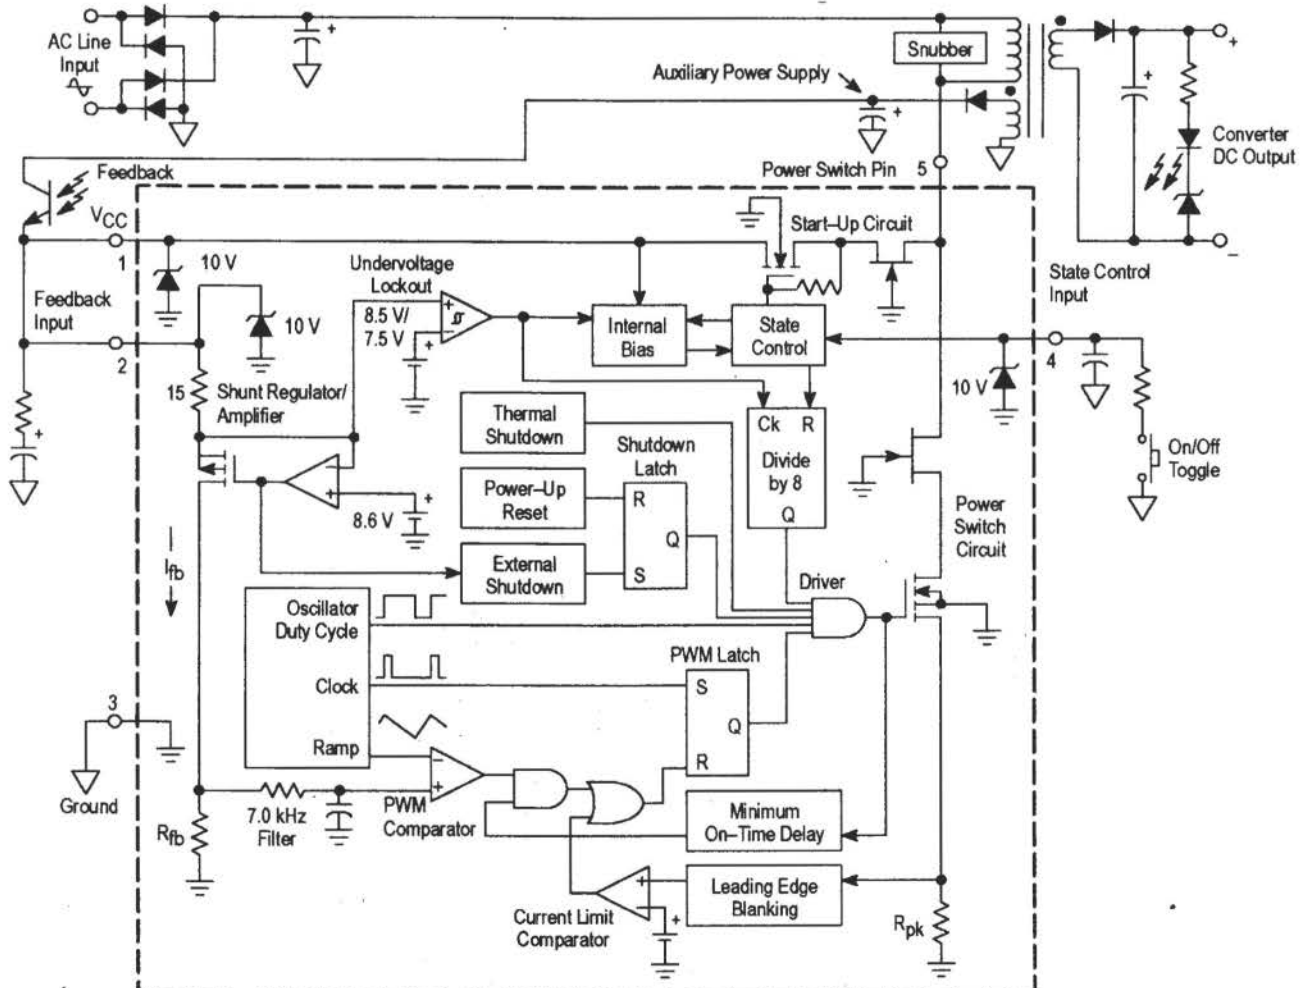 AC Line
Input
Snubber
Auxiliary Power Supply
+
+
+
+
−
Converter
DC Output
Feedback
Power Switch Pin 5
VCC
1
10 V
Undervoltage
Lockout
Start–Up Circuit
State Control
Input
Feedback
Input
10 V
8.5 V/
7.5 V
+
−
+
Internal
Bias
State
Control
2
4
10 V
15
Shunt Regulator/
Amplifier
Thermal
Shutdown
Shutdown
Latch
Ck R
Divide
by 8
Q
On/Off
Toggle
+
−
+
+
8.6 V
Power–Up
Reset
R
Q
S
Power
Switch
Circuit
Ifb
External
Shutdown
Driver
Oscillator
Duty Cycle
PWM Latch
Clock
S
Q
R
3
Ramp
−
+
Ground
Rfb
7.0 kHz
Filter
PWM
Comparator
Minimum
On–Time Delay
Leading Edge
Blanking
+
−
+
Current Limit
Comparator
Rpk